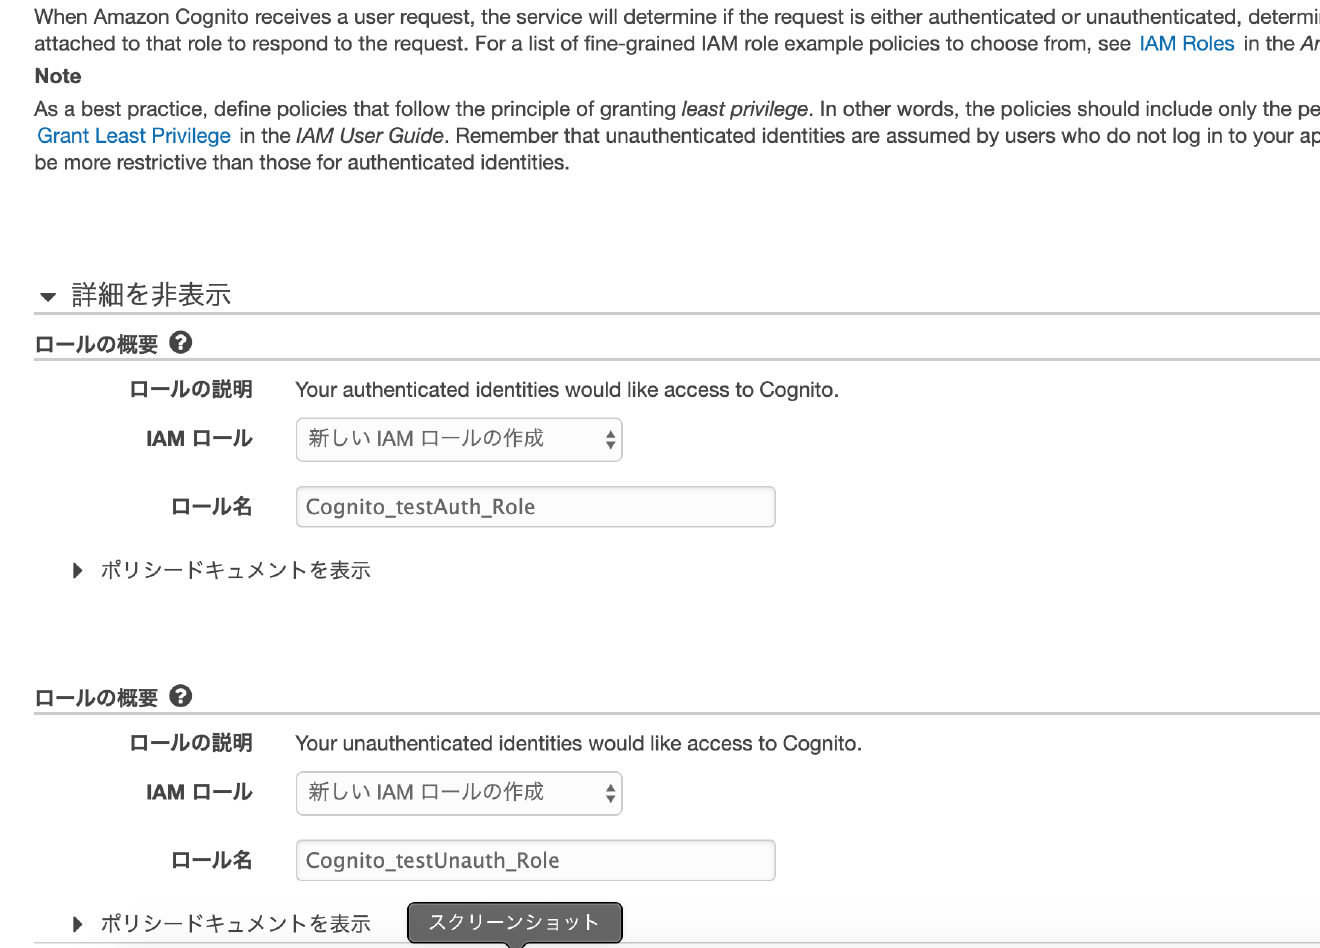 When Amazon Cognito receives a user request, the service will determine if the request is either authenticated or unauthenticated,
attached to that role to respond to the request. For a list of fine-grained IAM role example policies to choose from, see IAM Roles in the
Note
As a best practice, define policies that follow the principle of granting least privilege. In other words, the policies should include only the
Grant Least Privilege in the IAM User Guide. Remember that unauthenticated identities are assumed by users who do not log in to your
be more restrictive than those for authenticated identities.
詳細を非表示
ロールの概要
ロールの説明 Your authenticated identities would like access to Cognito.
IAM ロール 新しい IAM ロールの作成
ロール名 Cognito_testAuth_Role
ポリシードキュメントを表示
ロールの概要
ロールの説明 Your unauthenticated identities would like access to Cognito.
IAM ロール 新しい IAM ロールの作成
ロール名 Cognito_testUnauth_Role
ポリシードキュメントを表示
スクリーンショット